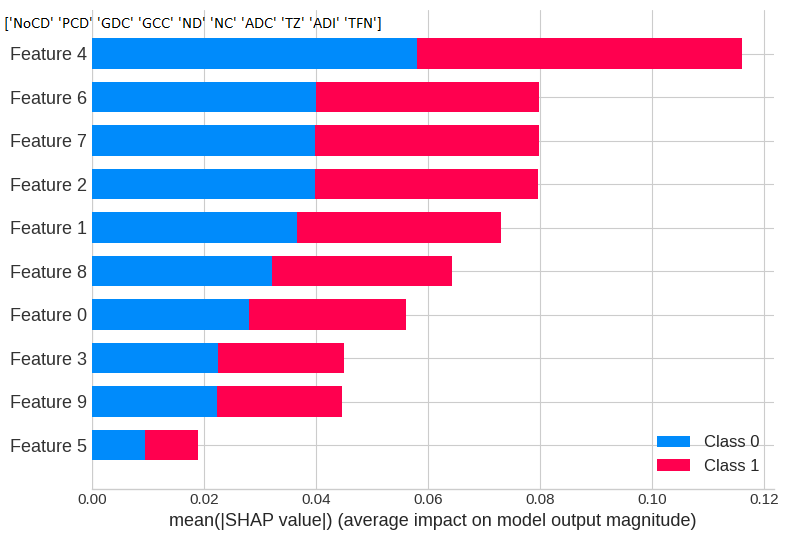 ['NoCD' 'PCD' 'GDC' 'GCC' 'ND' 'NC' 'ADC' 'TZ' 'ADI' 'TFN']
Feature 4
Feature 6
Feature 7
Feature 2
Feature 1
Feature 8
Feature 0
Feature 3
Feature 9
Feature 5
Class 0
Class 1
0.00 0.02 0.04 0.06 0.08 0.10 0.12
mean(|SHAP value|) (average impact on model output magnitude)